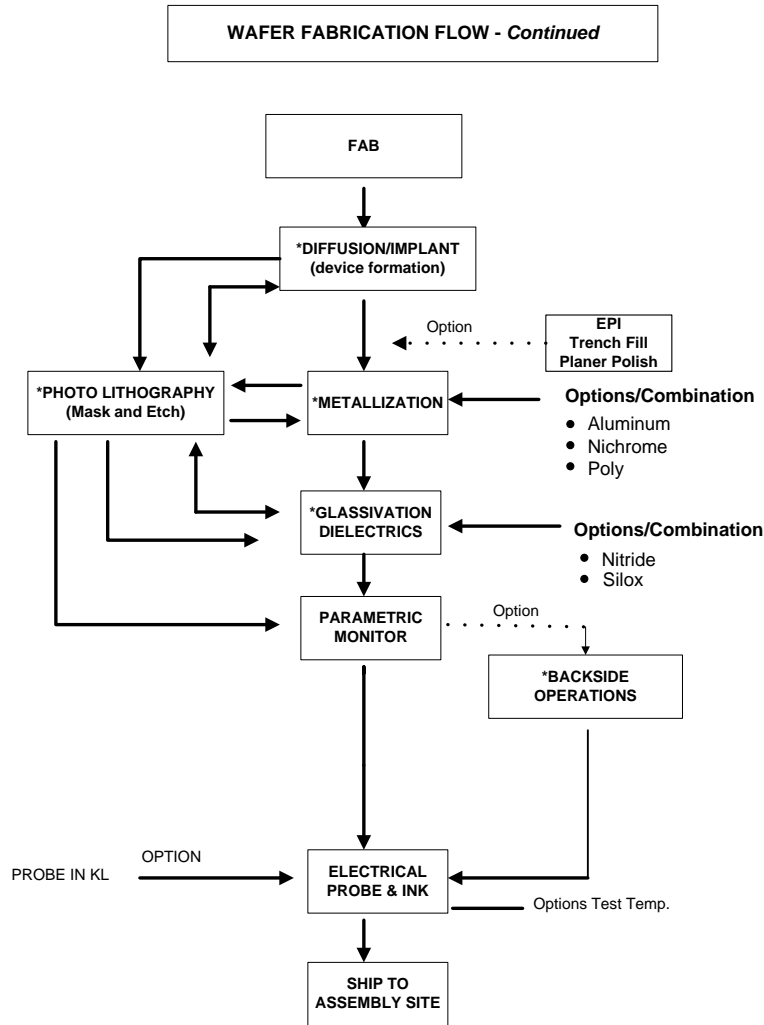 WAFER FABRICATION FLOW - Continued
FAB
*DIFFUSION/IMPLANT
(device formation)
Option
EPI
Trench Fill
Planer Polish
*PHOTO LITHOGRAPHY
(Mask and Etch)
*METALLIZATION
Options/Combination
• Aluminum
• Nichrome
• Poly
*GLASSIVATION
DIELECTRICS
Options/Combination
• Nitride
• Silox
PARAMETRIC
MONITOR
Option
*BACKSIDE
OPERATIONS
PROBE IN KL
OPTION
ELECTRICAL
PROBE & INK
Options Test Temp.
SHIP TO
ASSEMBLY SITE